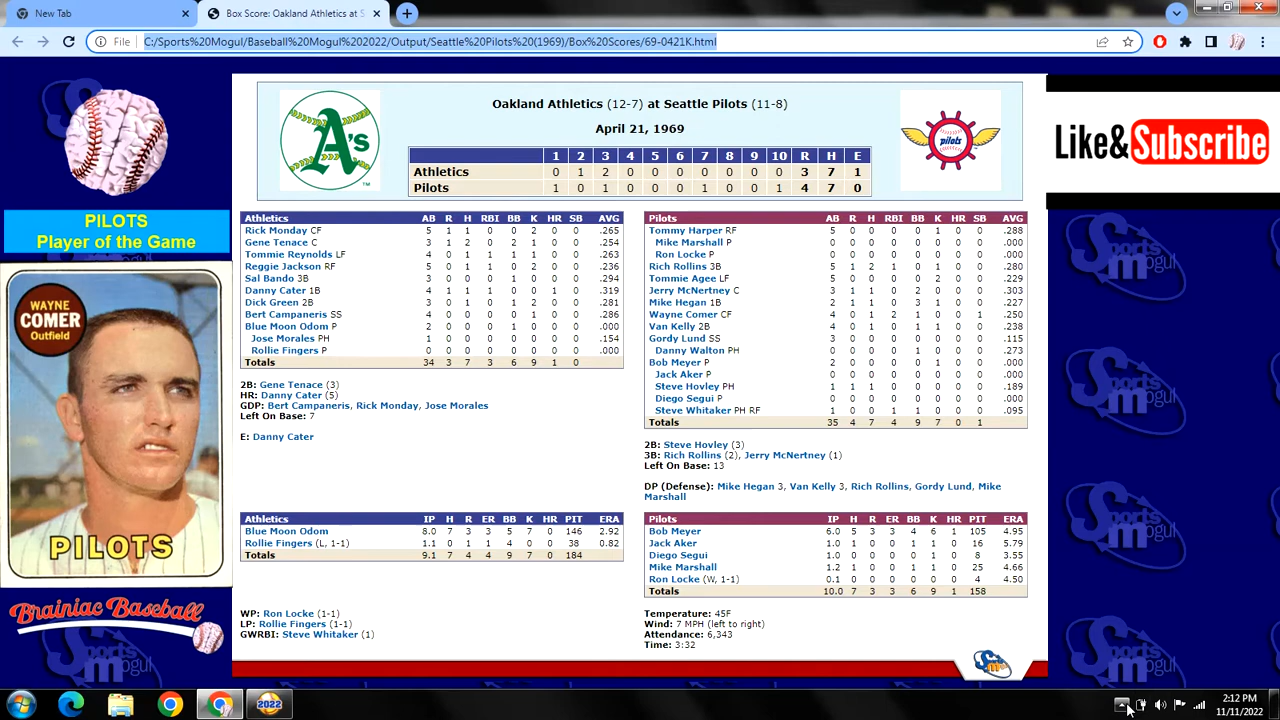 New Tab
Box Score: Oakland Athletics at S
File
C:/Sports%20Mogul/Baseball%20Mogul%202022/Output/Seattle%20Pilots%20(1969)/Box%20Scores/69-0421K.html
Oakland Athletics (12-7) at Seattle Pilots (11-8)
April 21, 1969
A's
pilots
Like&Subscribe
1 2 3 4 5 6 7 8 9 10 R H E
Athletics 0 1 2 0 0 0 0 0 0 0 3 7 1
Pilots 1 0 1 0 0 0 1 0 0 1 4 7 0
PILOTS
Player of the Game
WAYNE
COMER
Outfield
PILOTS
Brainiac Baseball
Athletics AB R H RBI BB K HR SB AVG
Rick Monday CF 5 1 1 0 0 2 0 0 .265
Gene Tenace C 3 1 2 0 2 1 0 0 .254
Tommie Reynolds LF 4 0 1 1 1 1 0 0 .263
Reggie Jackson RF 5 0 1 1 0 2 0 0 .236
Sal Bando 3B 3 0 0 0 1 0 0 0 .294
Danny Cater 1B 4 1 1 1 0 0 1 0 .319
Dick Green 2B 3 0 1 0 1 2 0 0 .281
Bert Campaneris SS 4 0 0 0 0 1 0 0 .286
Blue Moon Odom P 2 0 0 0 1 0 0 0 .000
Jose Morales PH 1 0 0 0 0 0 0 0 .154
Rollie Fingers P 0 0 0 0 0 0 0 0 .000
Totals 34 3 7 3 6 9 1 0
2B: Gene Tenace (3)
HR: Danny Cater (5)
GDP: Bert Campaneris, Rick Monday, Jose Morales
Left On Base: 7
E: Danny Cater
Pilots AB R H RBI BB K HR SB AVG
Tommy Harper RF 5 0 0 0 0 1 0 0 .288
Mike Marshall P 0 0 0 0 0 0 0 0 .000
Ron Locke P 0 0 0 0 0 0 0 0 .000
Rich Rollins 3B 5 1 2 1 0 0 0 0 .280
Tommie Agee LF 5 0 0 0 0 2 0 0 .229
Jerry McNertney C 3 1 1 0 2 0 0 0 .303
Mike Hegan 1B 2 1 1 0 3 1 0 0 .227
Wayne Comer CF 4 0 1 2 1 0 0 1 .250
Van Kelly 2B 4 0 1 0 1 1 0 0 .238
Gordy Lund SS 3 0 0 0 0 0 0 0 .115
Danny Walton PH 0 0 0 0 1 0 0 0 .273
Bob Meyer P 2 0 0 0 0 1 0 0 .000
Jack Aker P 0 0 0 0 0 0 0 0 .000
Steve Hovley PH 1 1 1 0 0 0 0 0 .189
Diego Segui P 0 0 0 0 0 0 0 0 .000
Steve Whitaker PH RF 1 0 0 1 1 0 0 0 .095
Totals 35 4 7 4 9 7 0 1
2B: Steve Hovley (3)
3B: Rich Rollins (2), Jerry McNertney (1)
Left On Base: 13
DP (Defense): Mike Hegan 3, Van Kelly 3, Rich Rollins, Gordy Lund, Mike
Marshall
Athletics IP H R ER BB K HR PIT ERA
Blue Moon Odom 8.0 7 3 3 5 7 0 146 2.92
Rollie Fingers (L, 1-1) 1.1 0 1 1 4 0 0 38 0.82
Totals 9.1 7 4 4 9 7 0 184
WP: Ron Locke (1-1)
LP: Rollie Fingers (1-1)
GWRBI: Steve Whitaker (1)
Pilots IP H R ER BB K HR PIT ERA
Bob Meyer 6.0 5 3 3 4 6 1 105 4.95
Jack Aker 1.0 1 0 0 1 1 0 16 5.79
Diego Segui 1.0 0 0 0 0 1 0 8 3.55
Mike Marshall 1.2 1 0 0 1 1 0 25 4.66
Ron Locke (W, 1-1) 0.1 0 0 0 0 0 0 4 4.50
Totals 10.0 7 3 3 6 9 1 158
Temperature: 45F
Wind: 7 MPH (left to right)
Attendance: 6,343
Time: 3:32
Sports Mogul
2022
2:12 PM
11/11/2022